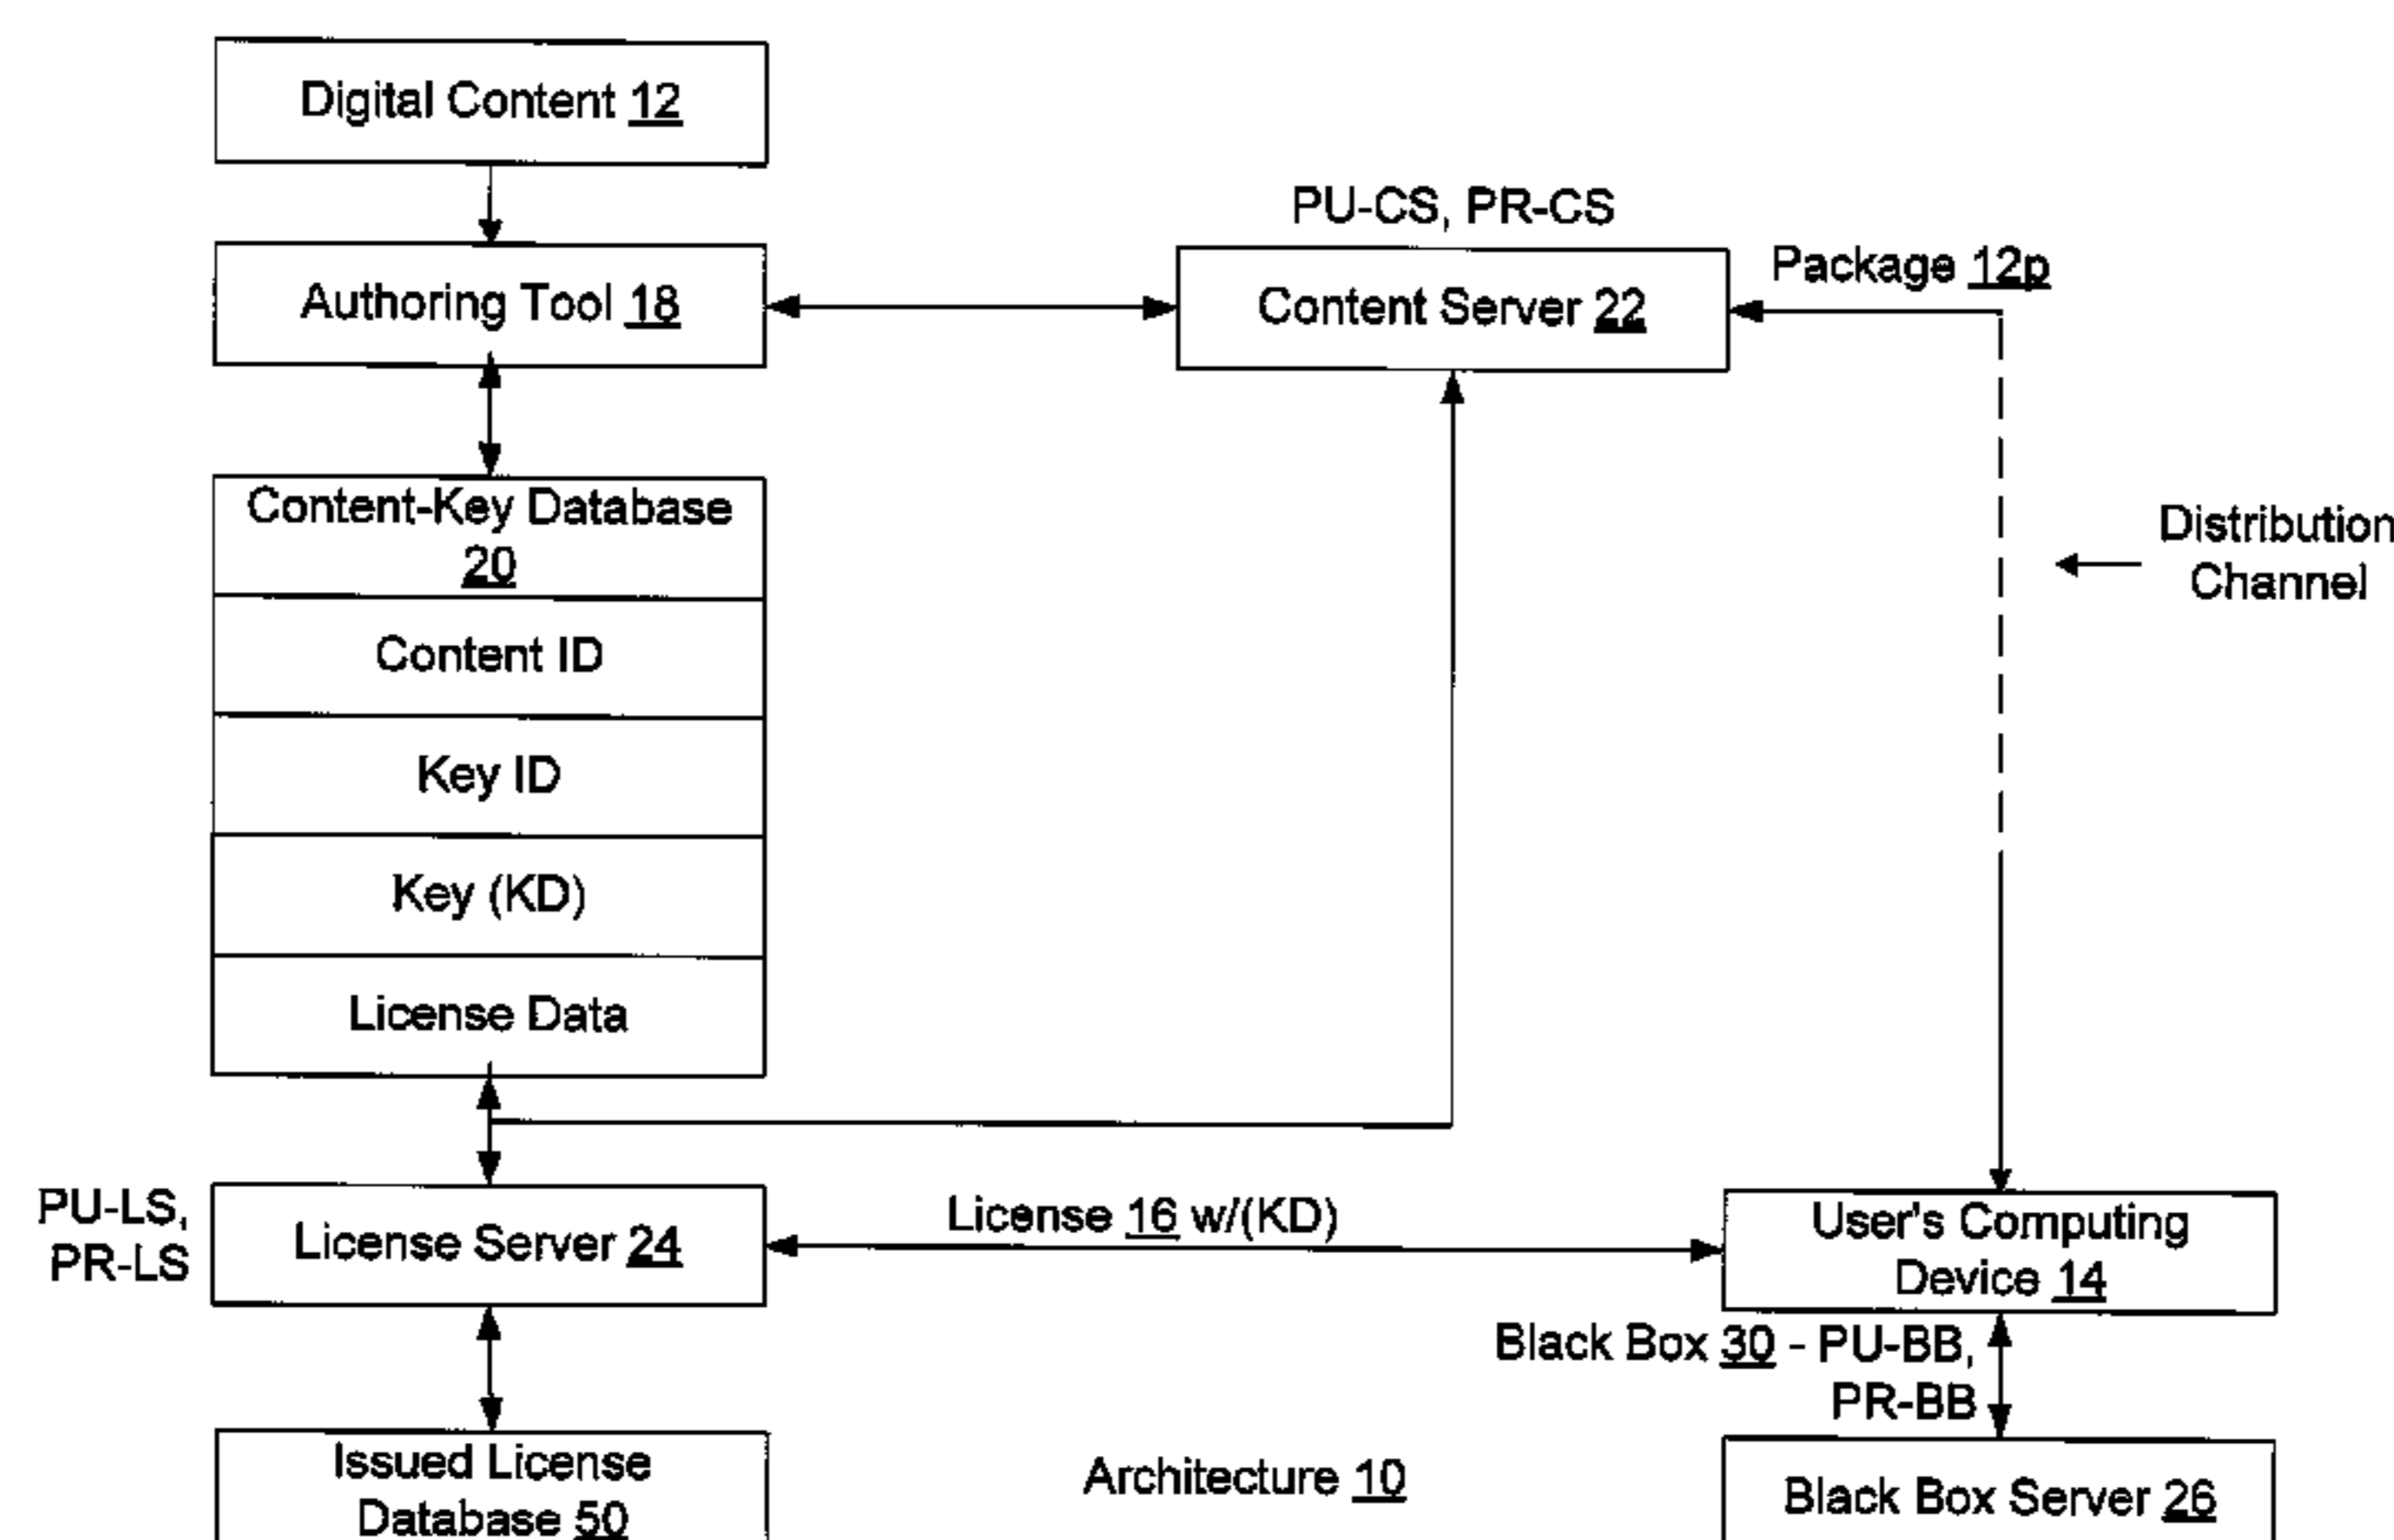 Digital Content 12
PU-CS, PR-CS
Authoring Tool 18
Content Server 22
Package 12p
Content-Key Database
20
Content ID
Key ID
Key (KD)
License Data
Distribution
Channel
PU-LS,
PR-LS
License Server 24
License 16 w/(KD)
User's Computing
Device 14
Black Box 30 - PU-BB,
PR-BB
Issued License
Database 50
Architecture 10
Black Box Server 26